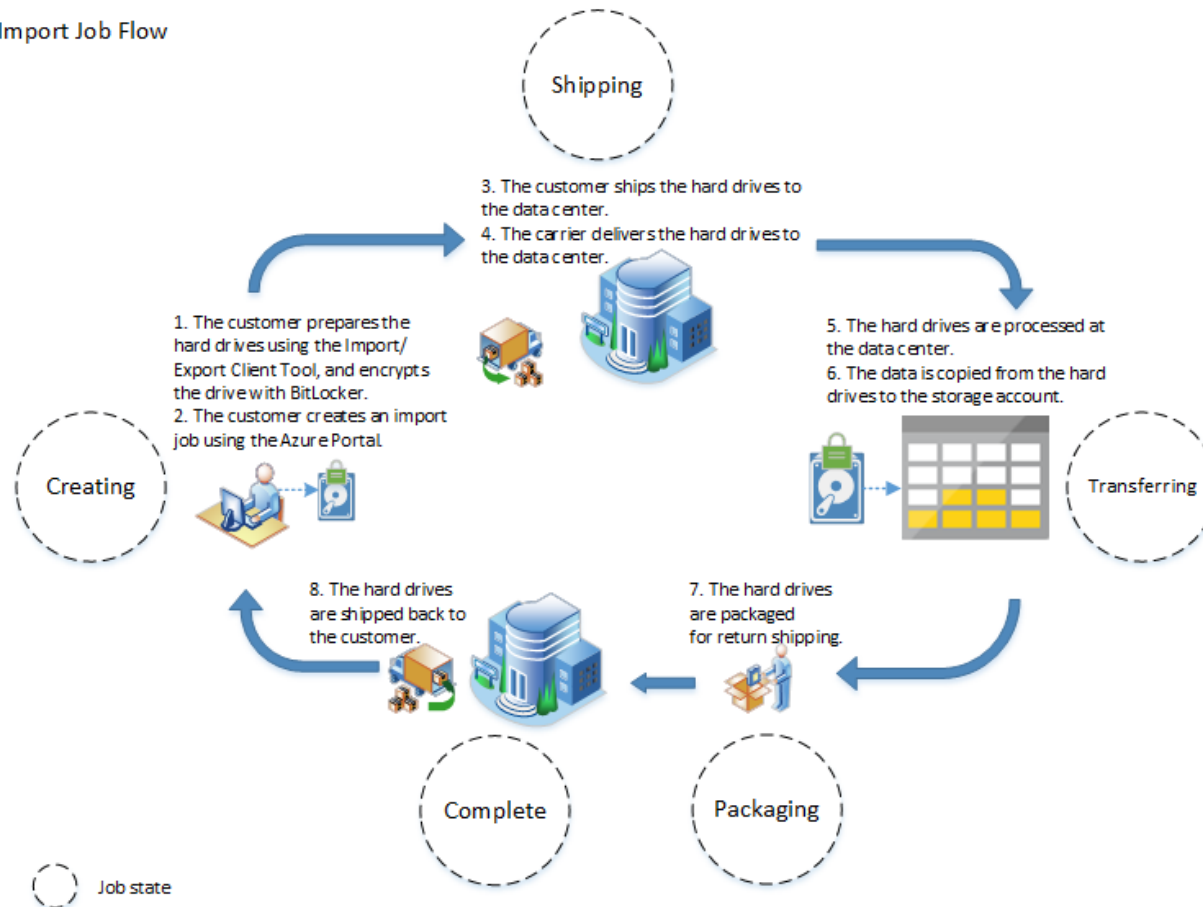 Import Job Flow
Shipping
3. The customer ships the hard drives to
the data center.
4. The carrier delivers the hard drives to
the data center.
1. The customer prepares the
hard drives using the Import/
Export Client Tool, and encrypts
the drive with BitLocker.
2. The customer creates an import
job using the Azure Portal.
5. The hard drives are processed at
the data center.
6. The data is copied from the hard
drives to the storage account.
Creating
Transferring
8. The hard drives
are shipped back to
the customer.
7. The hard drives
are packaged
for return shipping.
Complete
Packaging
Job state